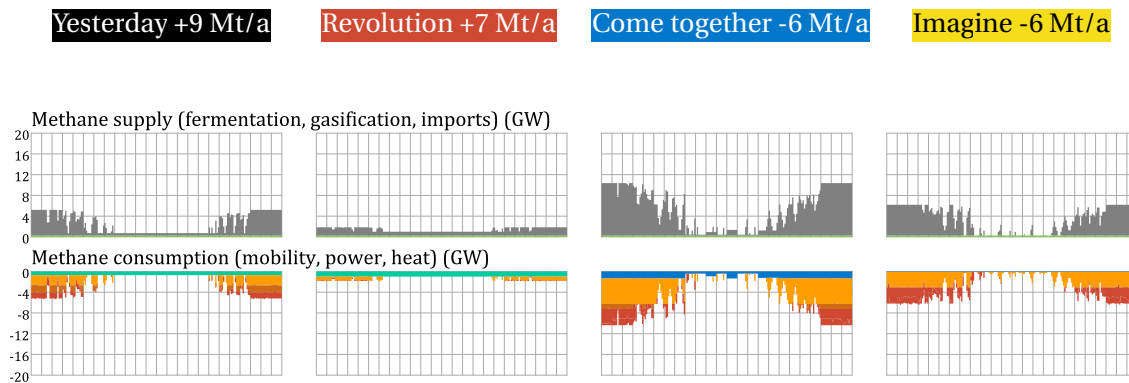 Yesterday +9 Mt/a
Revolution +7 Mt/a
Come together -6 Mt/a
Imagine -6 Mt/a
Methane supply (fermentation, gasification, imports) (GW)
20
16
12
8
4
0
Methane consumption (mobility, power, heat) (GW)
0
-4
-8
-12
-16
-20